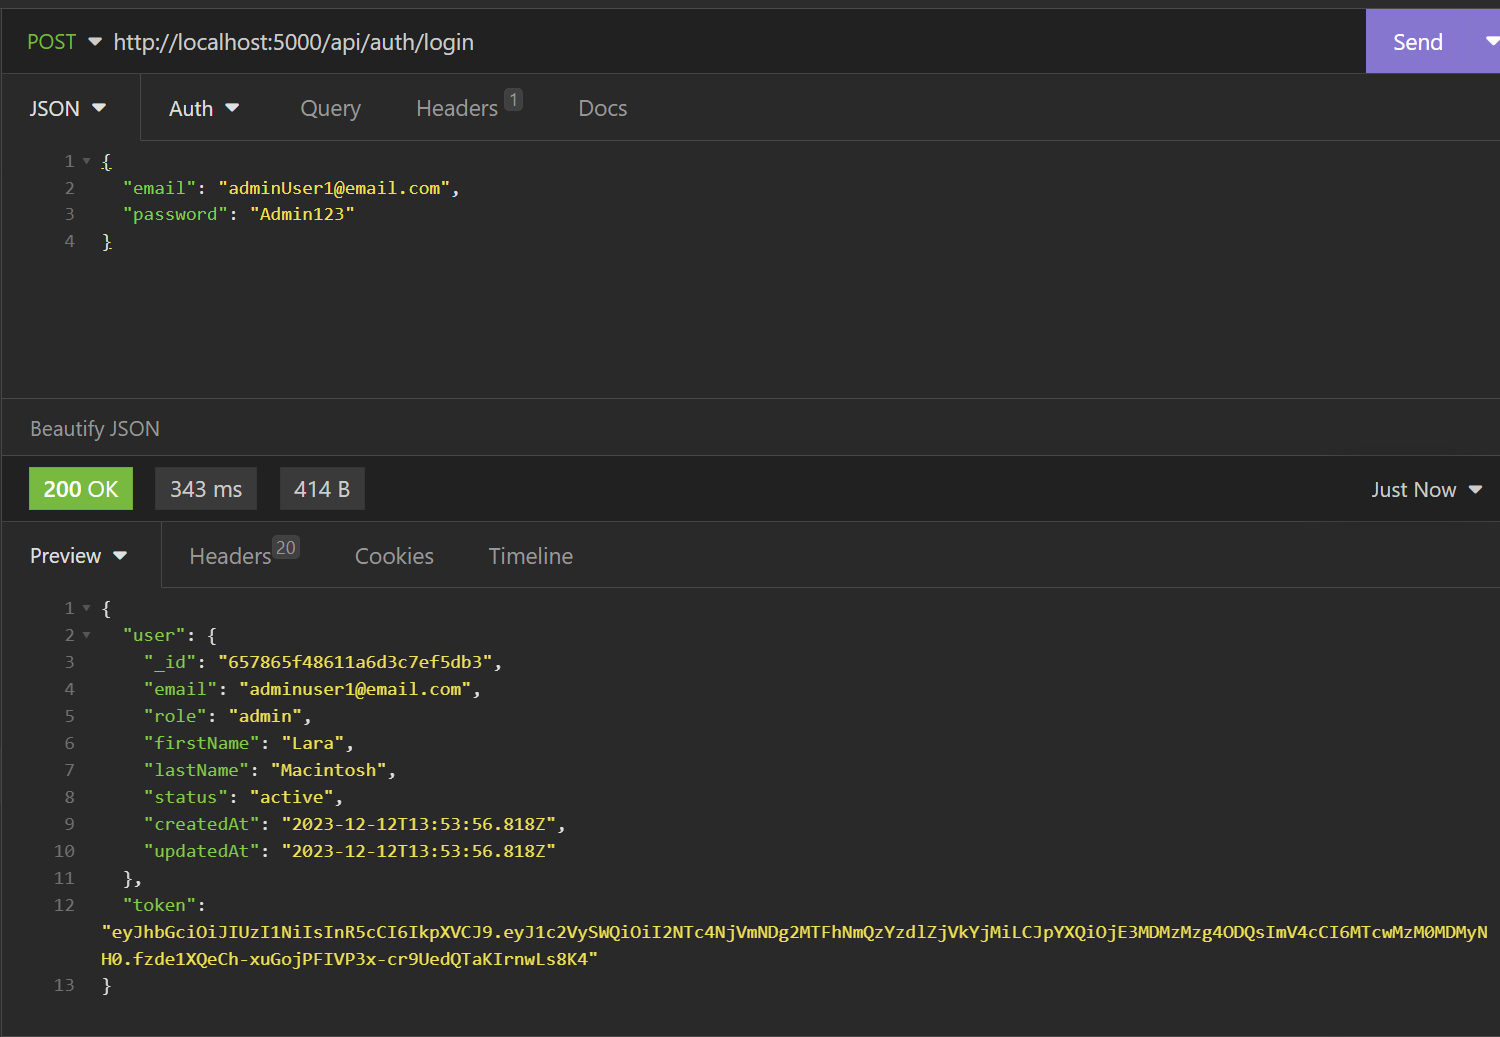 POST http://localhost:5000/api/auth/login Send
JSON Auth Query Headers 1 Docs
1 {
2 "email": "adminUser1@email.com",
3 "password": "Admin123"
4 }
Beautify JSON
200 OK 343 ms 414 B Just Now
Preview Headers 20 Cookies Timeline
1 {
2 "user": {
3 "_id": "657865f48611a6d3c7ef5db3",
4 "email": "adminuser1@email.com",
5 "role": "admin",
6 "firstName": "Lara",
7 "lastName": "Macintosh",
8 "status": "active",
9 "createdAt": "2023-12-12T13:53:56.818Z",
10 "updatedAt": "2023-12-12T13:53:56.818Z"
11 },
12 "token":
"eyJhbGciOiJIUzI1NiIsInR5cCI6IkpXVCJ9.eyJ1c2VySWQiOiI2NTc4NjVmNDg2MTFhNmQzYzdlZjVkYjMiLCJpYXQiOjE3MDMzMzg4ODQsImV4cCI6MTcwMzM0MDMyN
H0.fzde1XQeCh-xuGojPFIVP3x-cr9UedQTaKIrnwLs8K4"
13 }